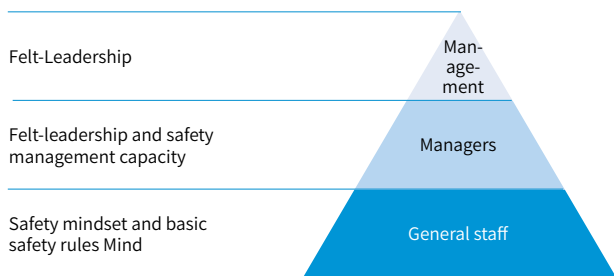 Felt-Leadership
Man-
age-
ment
Felt-leadership and safety
management capacity
Managers
Safety mindset and basic
safety rules Mind
General staff